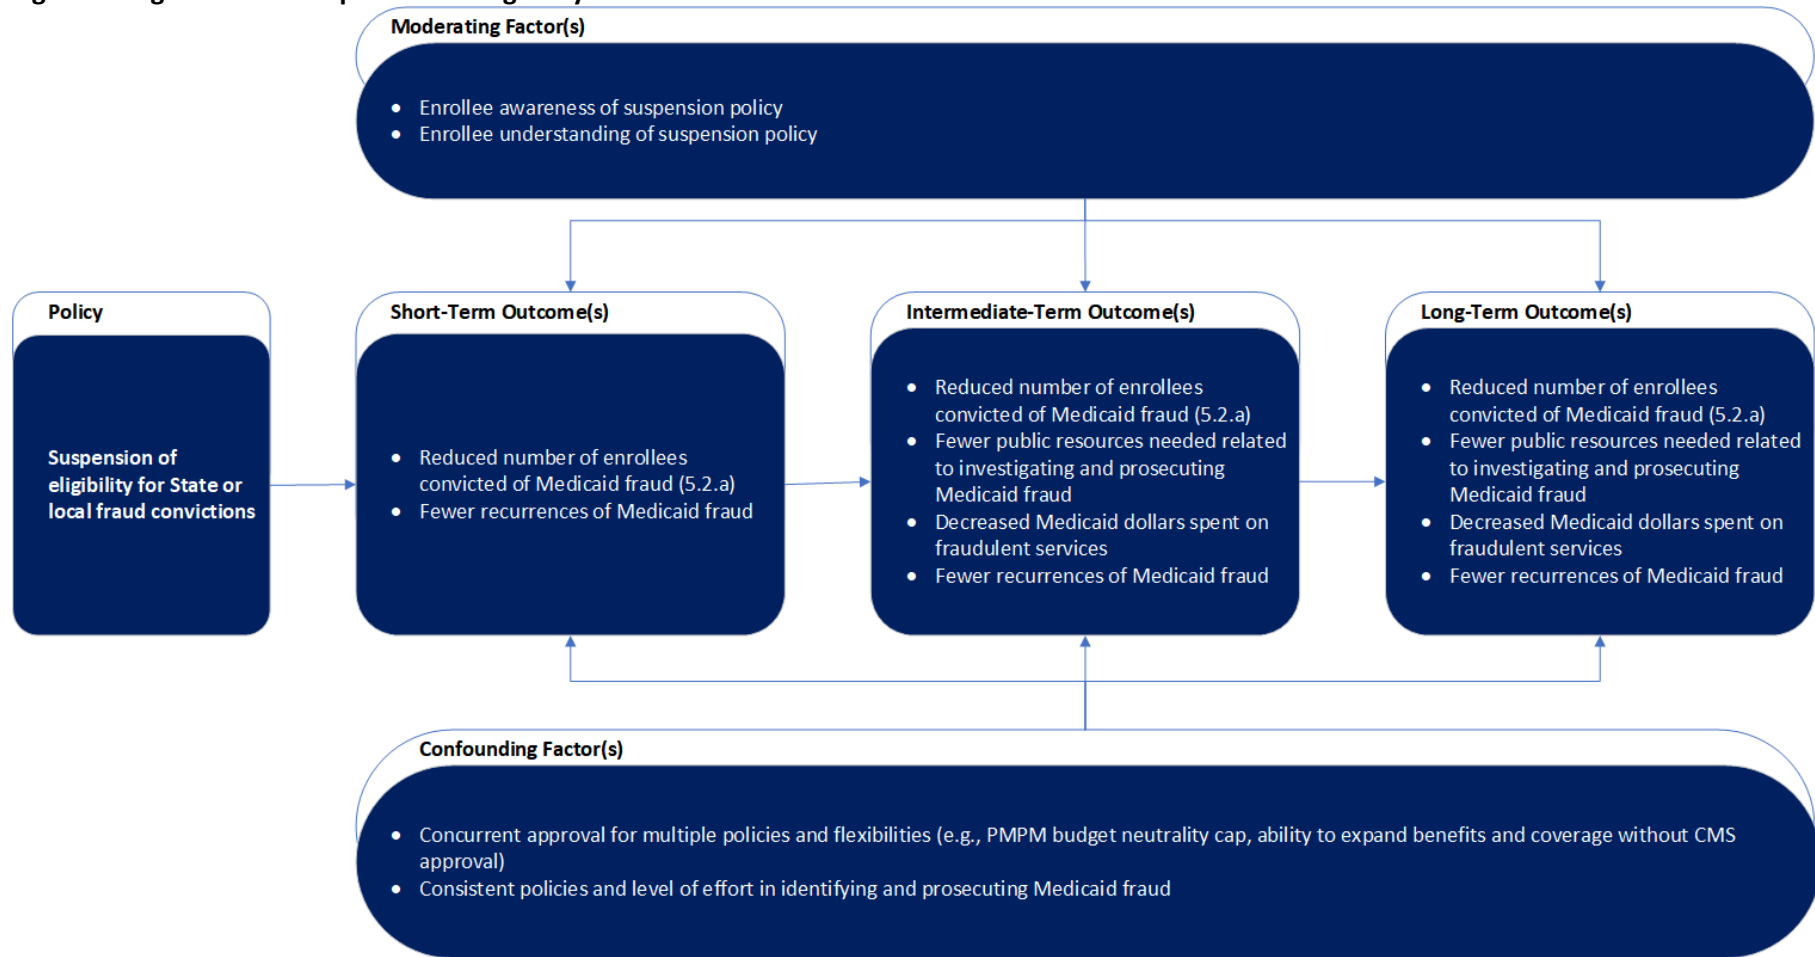 Moderating Factor(s)
• Enrollee awareness of suspension policy
• Enrollee understanding of suspension policy
Policy
Suspension of
eligibility for State or
local fraud convictions
Short-Term Outcome(s)
• Reduced number of enrollees
convicted of Medicaid fraud (5.2.a)
• Fewer recurrences of Medicaid fraud
Intermediate-Term Outcome(s)
• Reduced number of enrollees
convicted of Medicaid fraud (5.2.a)
• Fewer public resources needed related
to investigating and prosecuting
Medicaid fraud
• Decreased Medicaid dollars spent on
fraudulent services
• Fewer recurrences of Medicaid fraud
Long-Term Outcome(s)
• Reduced number of enrollees
convicted of Medicaid fraud (5.2.a)
• Fewer public resources needed related
to investigating and prosecuting
Medicaid fraud
• Decreased Medicaid dollars spent on
fraudulent services
• Fewer recurrences of Medicaid fraud
Confounding Factor(s)
• Concurrent approval for multiple policies and flexibilities (e.g., PMPM budget neutrality cap, ability to expand benefits and coverage without CMS
approval)
• Consistent policies and level of effort in identifying and prosecuting Medicaid fraud